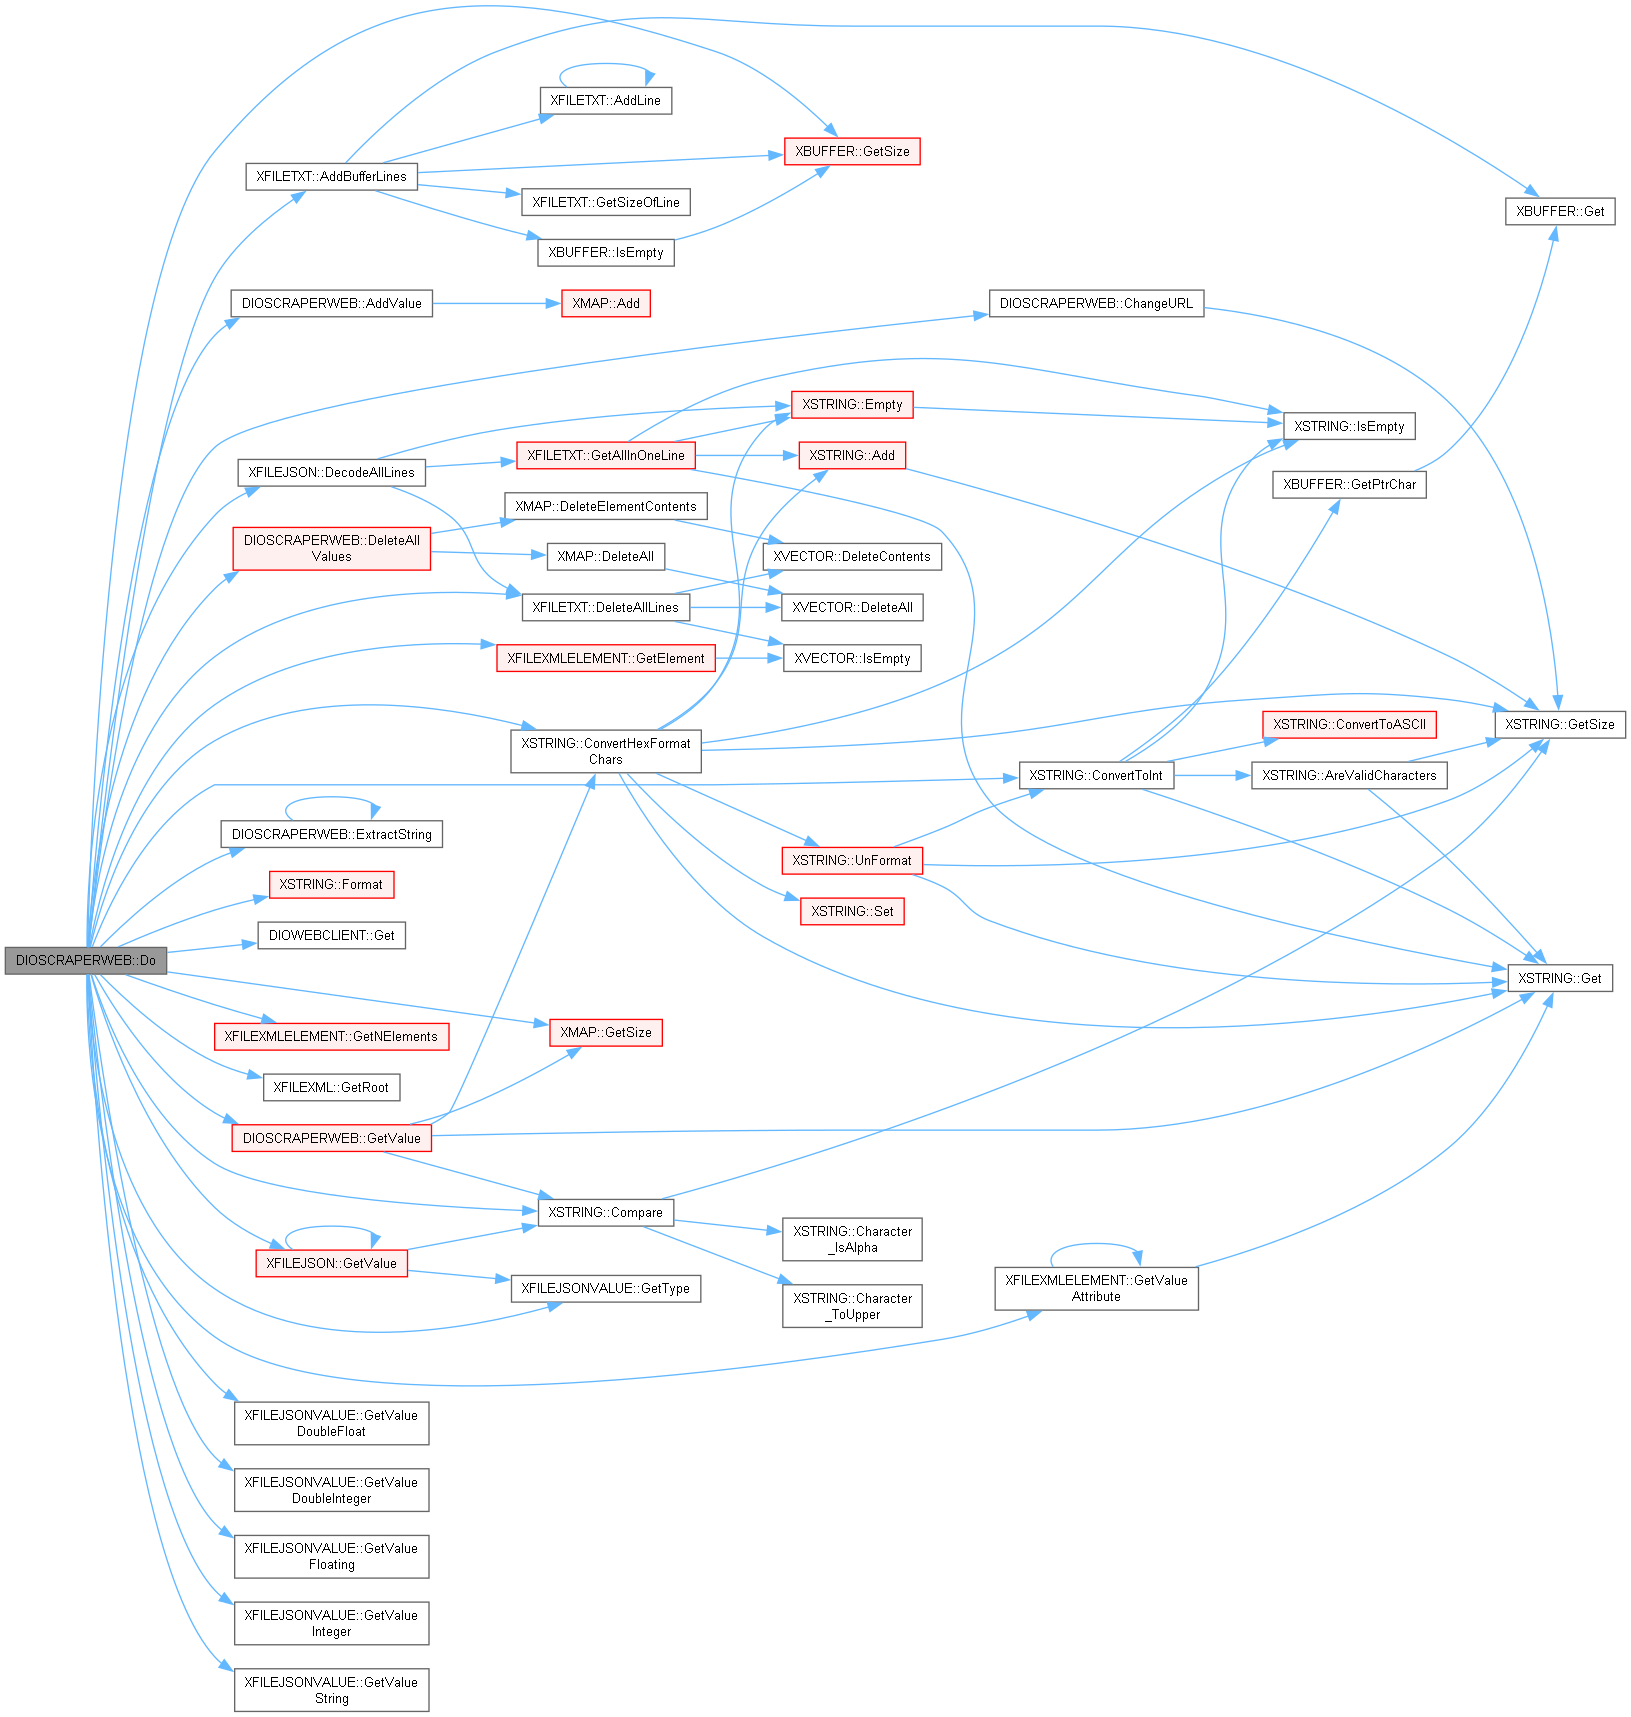 XFILETXT::AddLine
XBUFFER::GetSize
XFILETXT::AddBufferLines
XFILETXT::GetSizeOfLine
XBUFFER::Get
XBUFFER::IsEmpty
DIOSCRAPERWEB::AddValue
XMAP::Add
DIOSCRAPERWEB::ChangeURL
XSTRING::Empty
XSTRING::IsEmpty
XFILETXT::GetAllInOneLine
XSTRING::Add
XFILEJSON::DecodeAllLines
XBUFFER::GetPtrChar
XMAP::DeleteElementContents
DIOSCRAPERWEB::DeleteAll
Values
XMAP::DeleteAll
XVECTOR::DeleteContents
XFILETXT::DeleteAllLines
XVECTOR::DeleteAll
XFILEXMLELEMENT::GetElement
XVECTOR::IsEmpty
XSTRING::ConvertHexFormat
Chars
XSTRING::ConvertToASCII
XSTRING::GetSize
XSTRING::ConvertToInt
XSTRING::AreValidCharacters
DIOSCRAPERWEB::ExtractString
XSTRING::UnFormat
XSTRING::Format
XSTRING::Set
DIOWEBCLIENT::Get
DIOSCRAPERWEB::Do
XSTRING::Get
XFILEXMLELEMENT::GetNElements
XMAP::GetSize
XFILEXML::GetRoot
DIOSCRAPERWEB::GetValue
XSTRING::Compare
XSTRING::Character
_IsAlpha
XFILEJSON::GetValue
XFILEJSONVALUE::GetType
XFILEXMLELEMENT::GetValue
Attribute
XSTRING::Character
_ToUpper
XFILEJSONVALUE::GetValue
DoubleFloat
XFILEJSONVALUE::GetValue
DoubleInteger
XFILEJSONVALUE::GetValue
Floating
XFILEJSONVALUE::GetValue
Integer
XFILEJSONVALUE::GetValue
String